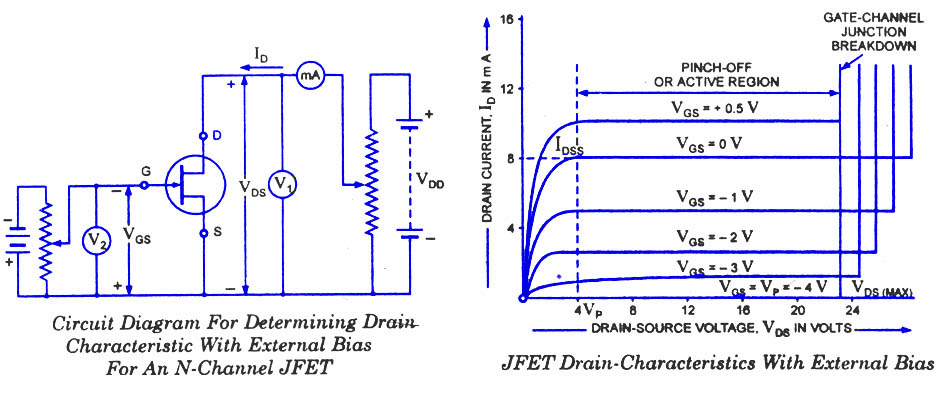 I_D
mA
+
D
+
G
−
V_DS
V_1
V_DD
−
V_2
V_GS
S
+
+
−
−
Circuit Diagram For Determining Drain
Characteristic With External Bias
For An N-Channel JFET
16
12
8
4
DRAIN CURRENT, I_D IN mA
GATE-CHANNEL
JUNCTION
BREAKDOWN
PINCH-OFF
OR ACTIVE REGION
V_GS = + 0.5 V
I_DSS
V_GS = 0 V
V_GS = − 1 V
V_GS = − 2 V
V_GS = − 3 V
V_GS = V_P = − 4 V
V_DS (MAX)
0
4 V_P 8 12 16 20 24
DRAIN-SOURCE VOLTAGE, V_DS IN VOLTS
JFET Drain-Characteristics With External Bias